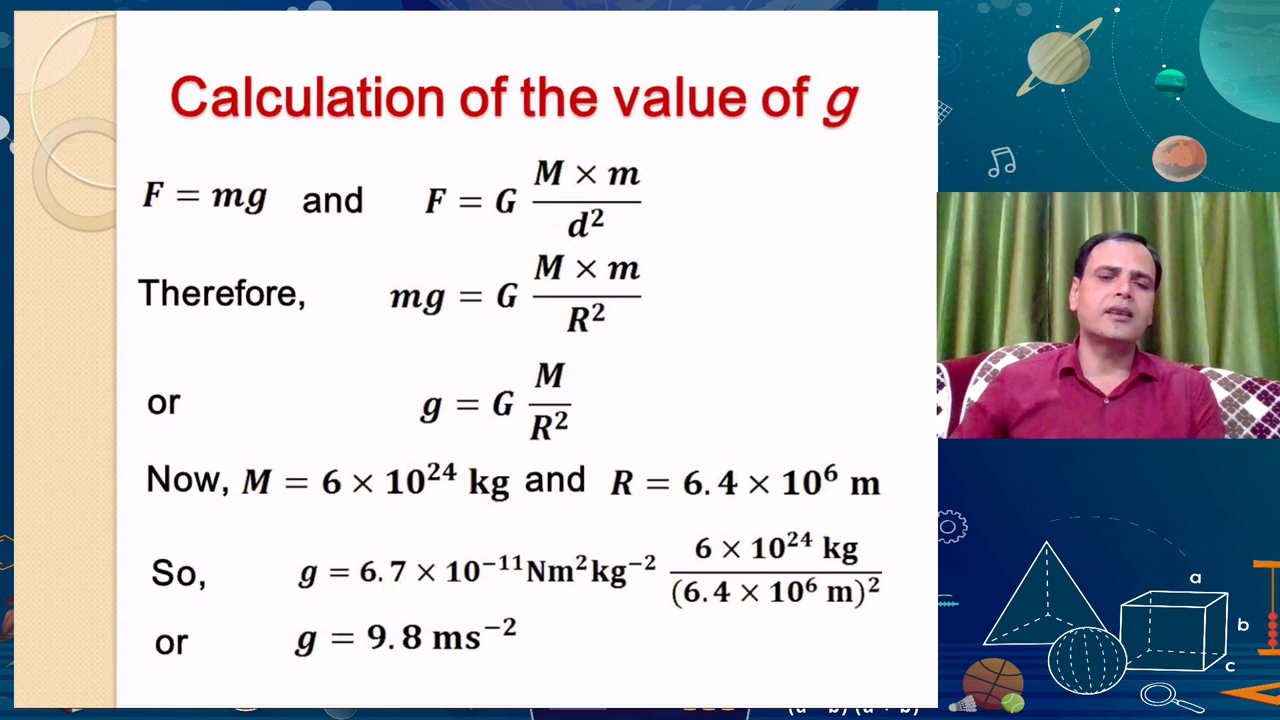 Calculation of the value of g
F = mg and F = G M × m / d²
Therefore, mg = G M × m / R²
or g = G M / R²
Now, M = 6 × 10²⁴ kg and R = 6.4 × 10⁶ m
So, g = 6.7 × 10⁻¹¹Nm²kg⁻² 6 × 10²⁴ kg / (6.4 × 10⁶ m)²
or g = 9.8 ms⁻²
a
b
c